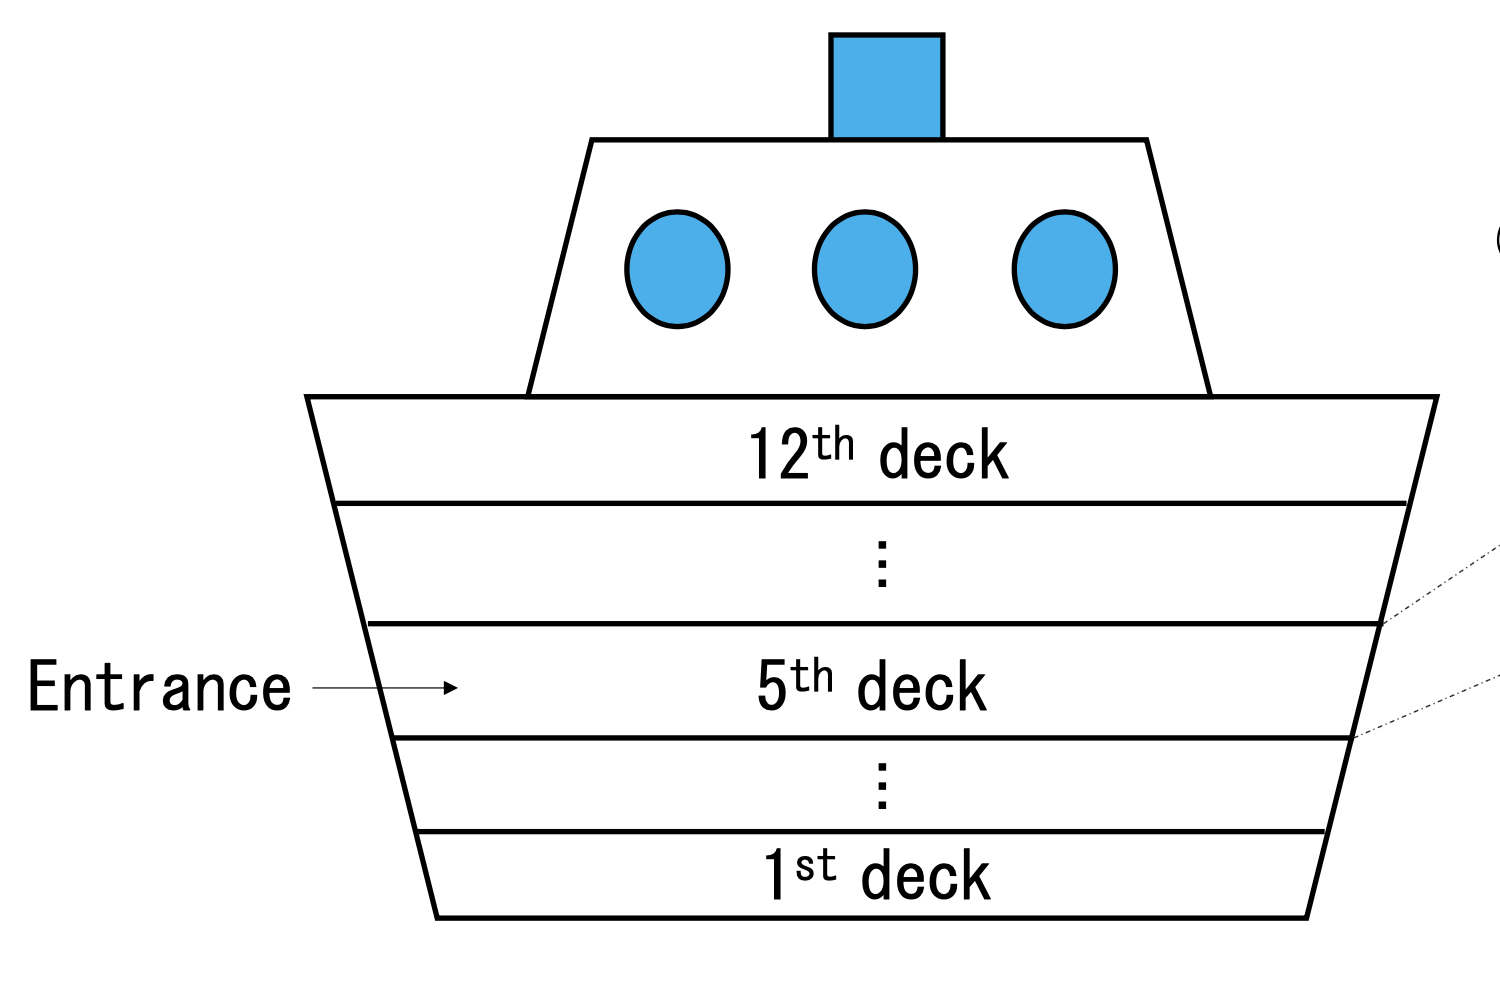 12th deck
⋮
Entrance
5th deck
⋮
1st deck